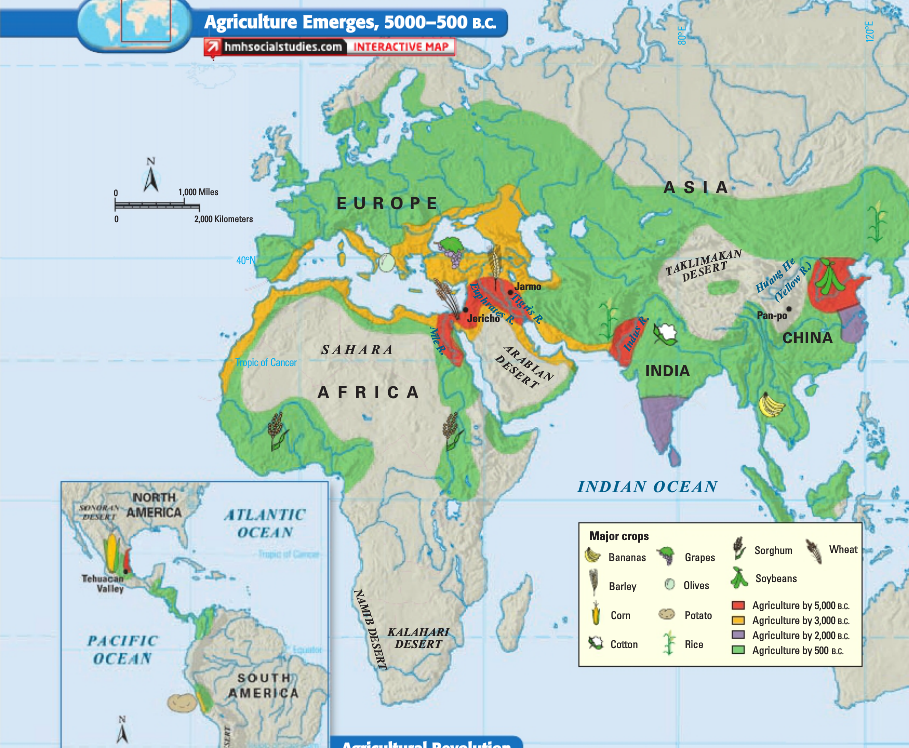 Agriculture Emerges, 5000–500 B.C.
hmhsocialstudies.com INTERACTIVE MAP
80°E
120°E
N
0 1,000 Miles
0 2,000 Kilometers
ASIA
EUROPE
40°N
TAKLIMAKAN
DESERT
Huang He
(Yellow R.)
Jarmo
Euphrates R.
Tigris R.
Jericho
Nile R.
Indus R.
Pan-po
CHINA
SAHARA
Tropic of Cancer
ARABIAN
DESERT
INDIA
AFRICA
INDIAN OCEAN
NAMIB DESERT
KALAHARI
DESERT
NORTH
AMERICA
SONORAN
DESERT
ATLANTIC
OCEAN
Tropic of Cancer
Tehuacan
Valley
PACIFIC
OCEAN
Equator
SOUTH
AMERICA
N
Major crops
Bananas
Grapes
Sorghum
Wheat
Barley
Olives
Soybeans
Corn
Potato
Cotton
Rice
Agriculture by 5,000 B.C.
Agriculture by 3,000 B.C.
Agriculture by 2,000 B.C.
Agriculture by 500 B.C.
Agricultural Revolution